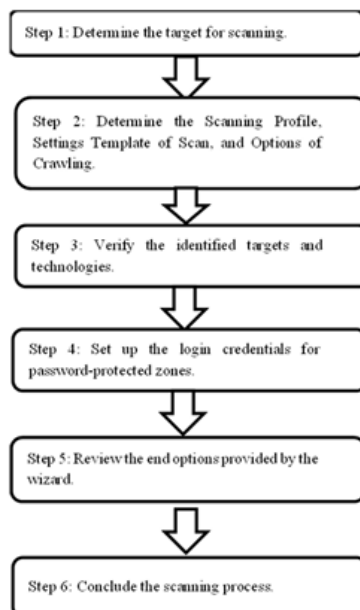 Step 1: Determine the target for scanning.
Step 2: Determine the Scanning Profile,
Settings Template of Scan, and Options of
Crawling.
Step 3: Verify the identified targets and
technologies.
Step 4: Set up the login credentials for
password-protected zones.
Step 5: Review the end options provided by the
wizard.
Step 6: Conclude the scanning process.